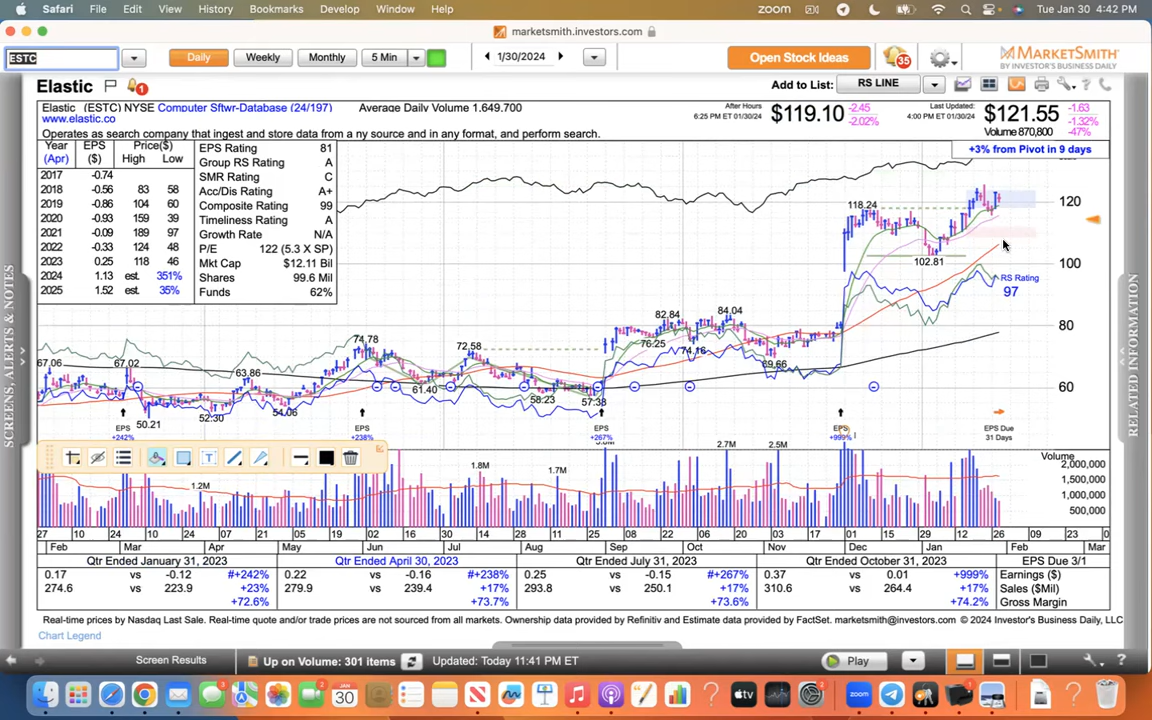 Safari File Edit View History Bookmarks Develop Window Help zoom Tue Jan 30 4:42 PM
marketsmith.investors.com
ESTC Daily Weekly Monthly 5 Min 1/30/2024 Open Stock Ideas 35 MARKETSMITH
BY INVESTOR'S BUSINESS DAILY
Elastic 1 Add to List: RS LINE
Elastic (ESTC) NYSE Computer Sftwr-Database (24/197) Average Daily Volume 1.649.700
www.elastic.co
After Hours
6:25 PM ET 01/30/24 $119.10 -2.45
-2.02%
Last Updated:
4:00 PM ET 01/30/24 $121.55 -1.63
-1.32%
Volume 870,800 -47%
Operates as search company that ingest and store data from a ny source and in any format, and perform search.
+3% from Pivot in 9 days
Year EPS Price($)
(Apr) ($) High Low
2017 -0.74
2018 -0.56 83 58
2019 -0.86 104 60
2020 -0.93 159 39
2021 -0.09 189 97
2022 -0.33 124 48
2023 0.25 118 46
2024 1.13 est. 351%
2025 1.52 est. 35%
EPS Rating 81
Group RS Rating A
SMR Rating C
Acc/Dis Rating A+
Composite Rating 99
Timeliness Rating A
Growth Rate N/A
P/E 122 (5.3 X SP)
Mkt Cap $12.11 Bil
Shares 99.6 Mil
Funds 62%
120
118.24
102.81
100
RS Rating
97
82.84 84.04
80
74.78 72.58 76.25 74.16 69.66
67.06 67.02 63.86 61.40 58.23 57.38
60
50.21 52.30 54.06
EPS
+242%
EPS
+238%
EPS
+267%
EPS
+999%
EPS Due
31 Days
T
1.2M 1.8M 1.7M 2.7M 2.5M
Volume
2,000,000
1,500,000
1,000,000
500,000
27 10 24 10 24 06 21 05 19 02 16 30 14 28 11 25 08 22 06 20 03 17 01 15 29 12 26 09 23 08 0
Feb Mar Apr May Jun Jul Aug Sep Oct Nov Dec Jan Feb Mar
Qtr Ended January 31, 2023 Qtr Ended April 30, 2023 Qtr Ended July 31, 2023 Qtr Ended October 31, 2023 EPS Due 3/1
0.17 vs -0.12 #+242% 0.22 vs -0.16 #+238% 0.25 vs -0.15 #+267% 0.37 vs 0.01 +999% Earnings ($)
274.6 vs 223.9 +23% 279.9 vs 239.4 +17% 293.8 vs 250.1 +17% 310.6 vs 264.4 +17% Sales ($Mil)
+72.6% +73.7% +73.6% +74.2% Gross Margin
Real-time prices by Nasdaq Last Sale. Real-time quote and/or trade prices are not sourced from all markets. Ownership data provided by Refinitiv and Estimate data provided by FactSet. marketsmith@investors.com © 2024 Investor's Business Daily, LLC
Chart Legend
SCREENS, ALERTS & NOTES
RELATED INFORMATION
Screen Results Up on Volume: 301 items Updated: Today 11:41 PM ET Play
JAN
30
tv
zoom